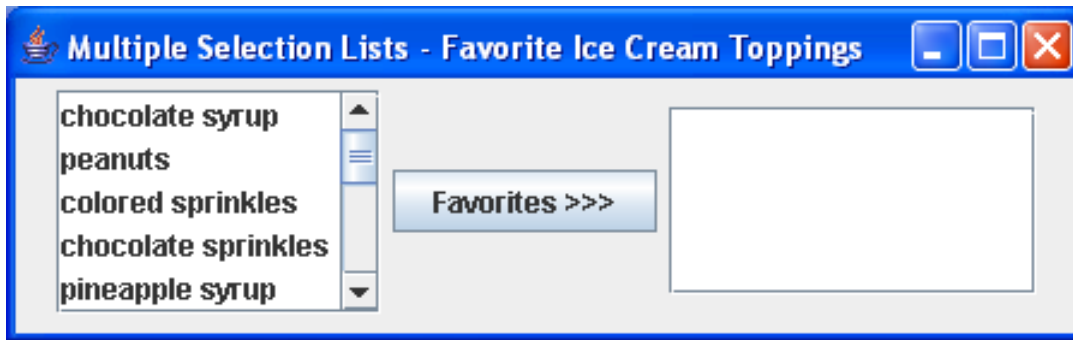 Multiple Selection Lists - Favorite Ice Cream Toppings
chocolate syrup
peanuts
colored sprinkles
chocolate sprinkles
pineapple syrup
Favorites >>>